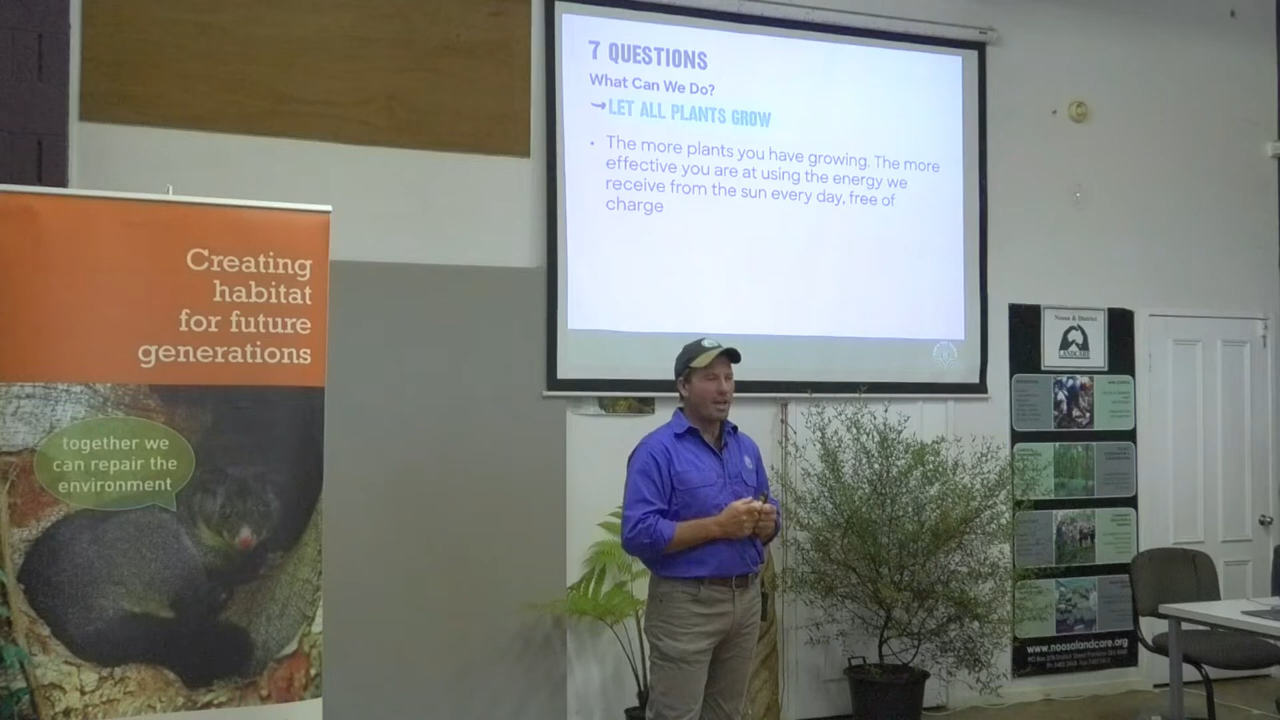 7 QUESTIONS
What Can We Do?
→LET ALL PLANTS GROW
• The more plants you have growing. The more
effective you are at using the energy we
receive from the sun every day, free of
charge
Creating
habitat
for future
generations
together we
can repair the
environment
Noosa & District
LANDCARE
www.noosalandcare.org